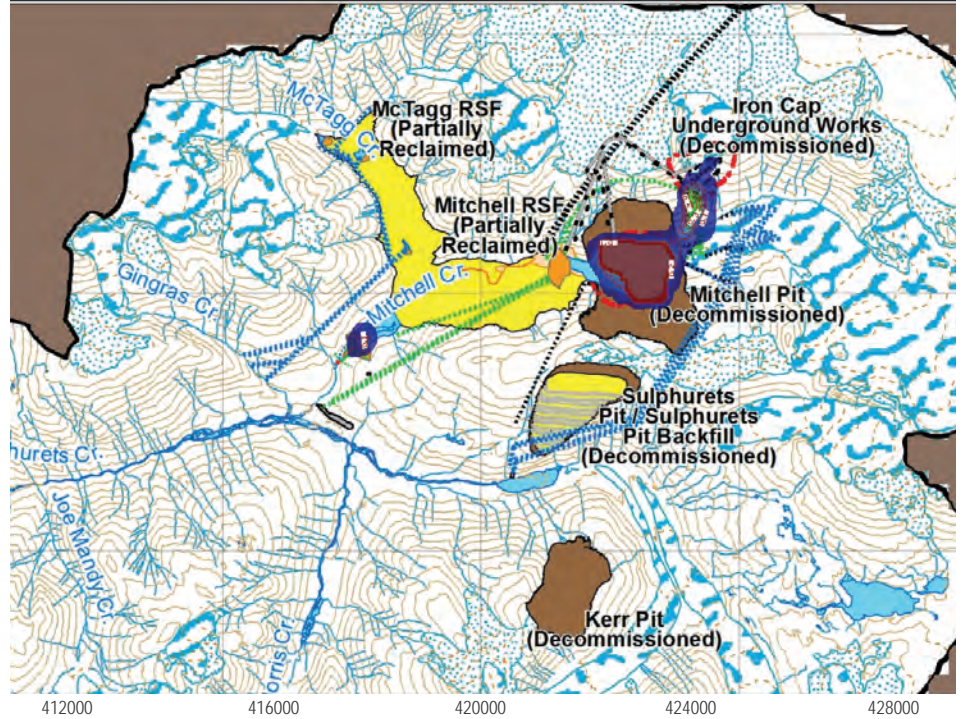 McTagg Cr.
McTagg RSF
(Partially
Reclaimed)
Iron Cap
Underground Works
(Decommissioned)
Mitchell RSF
(Partially
Reclaimed)
Gingras Cr.
Mitchell Cr.
Mitchell Pit
(Decommissioned)
Sulphurets
Pit / Sulphurets
Pit Backfill
(Decommissioned)
hurets Cr.
Joe Mandy Cr.
orris Cr.
Kerr Pit
(Decommissioned)
412000
416000
420000
424000
428000